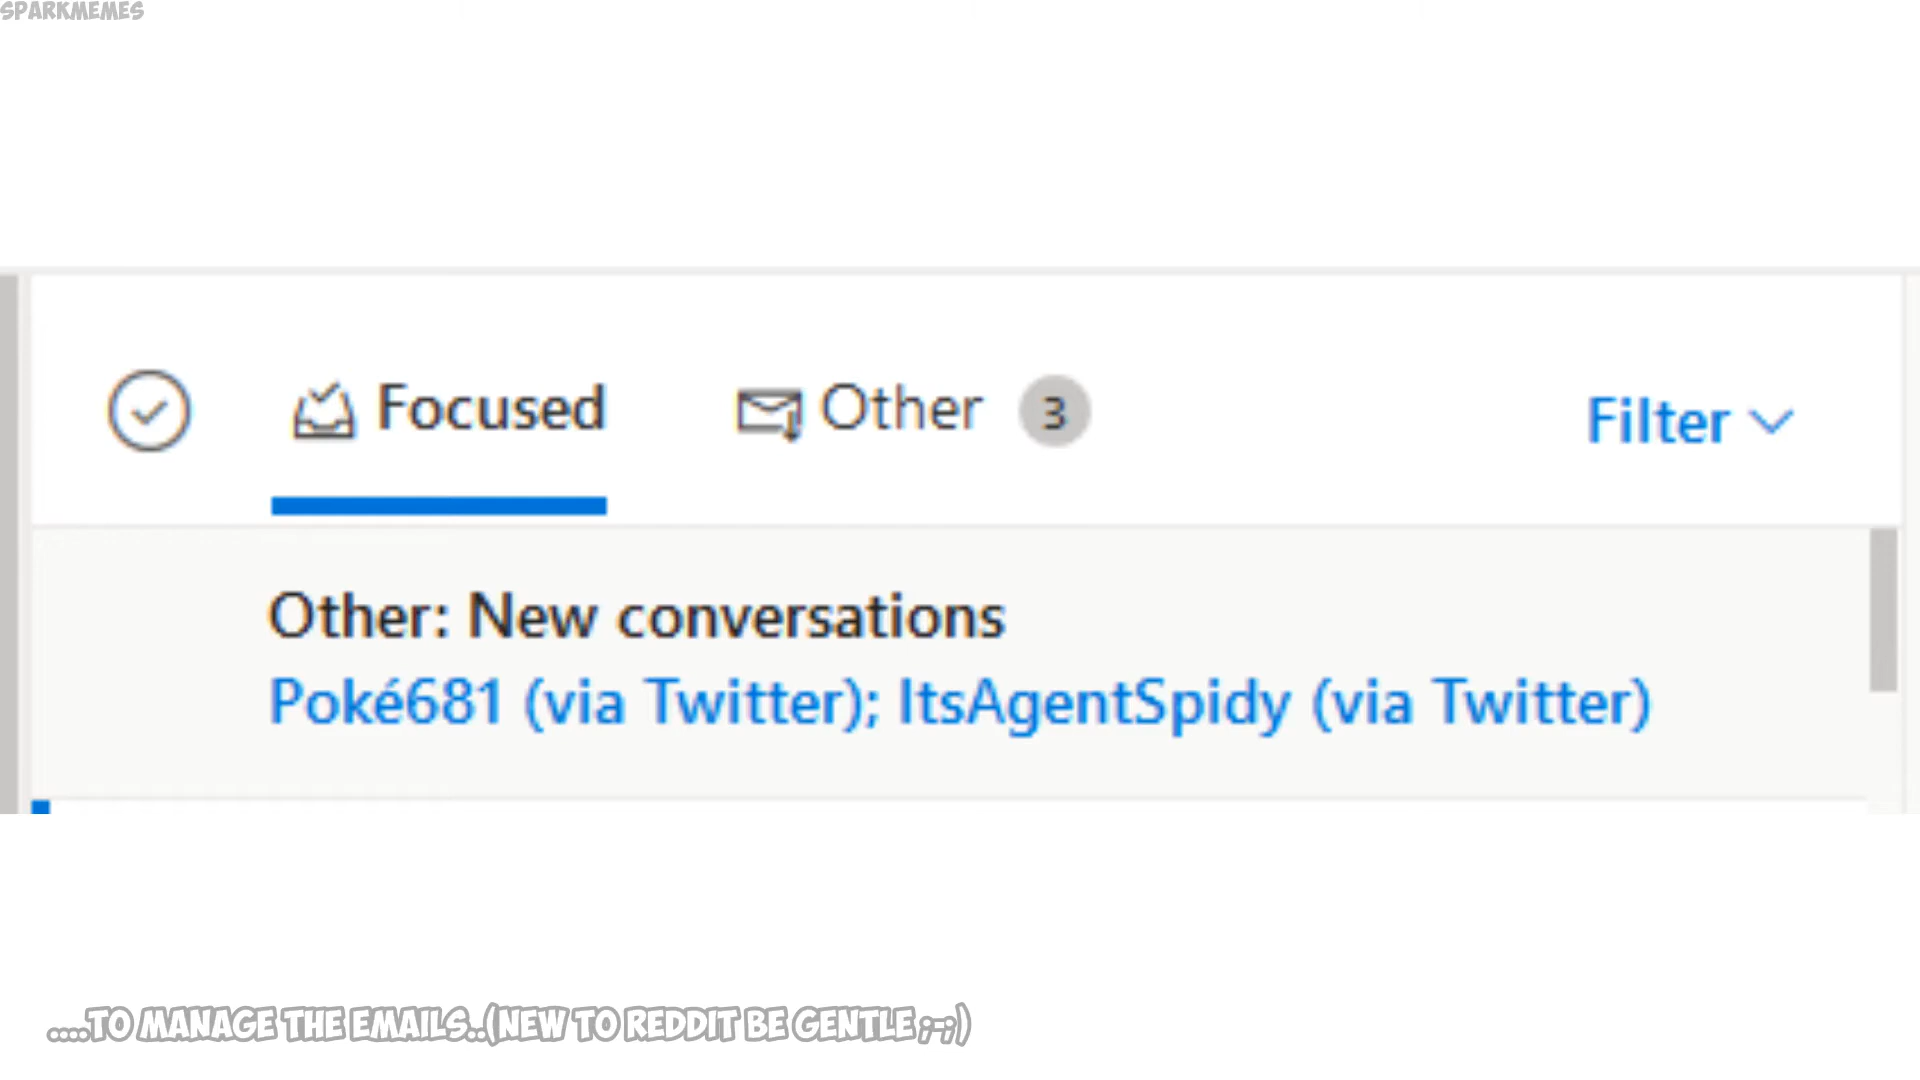 SPARKMEMES
Focused
Other 3
Filter
Other: New conversations
Poké681 (via Twitter); ItsAgentSpidy (via Twitter)
....TO MANAGE THE EMAILS..(NEW TO REDDIT BE GENTLE ;-;)